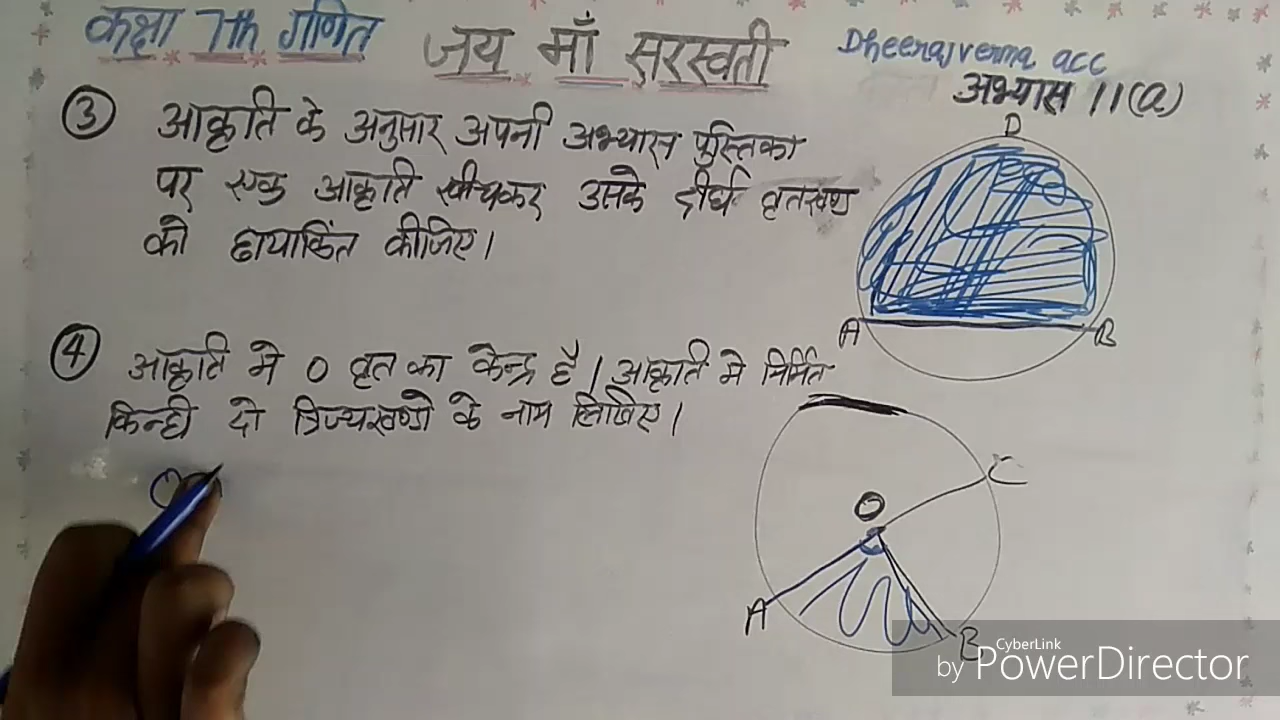 कक्षा 7th गणित
जय माँ सरस्वती
Dheerajverma acc
अभ्यास 11(a)
③ आकृति के अनुसार अपनी अभ्यास पुस्तिका
पर एक आकृति खीचकर उसके दीर्घ वृतखण्ड
को छायांकित कीजिए।
D
A
B
④ आकृति मे O वृत का केन्द्र है। आकृति मे निर्मित
किन्ही दो त्रिज्यखण्डो के नाम लिखिए।
O
C
A
B
CyberLink
by PowerDirector